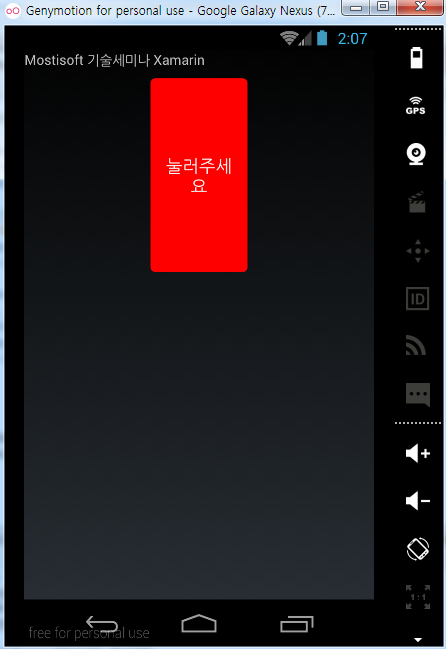 Genymotion for personal use - Google Galaxy Nexus (7...
2:07
Mostisoft 기술세미나 Xamarin
GPS
눌러주세
요
ID
1:1
free for personal use